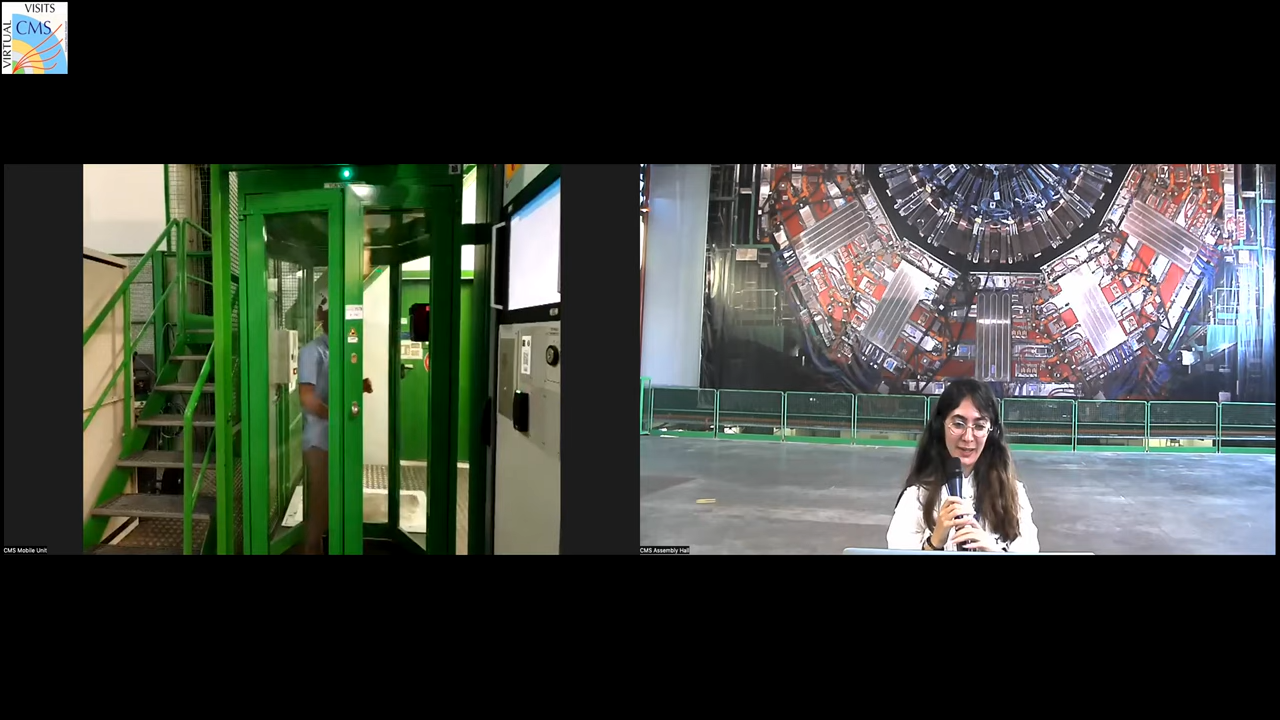 VISITS
VIRTUAL
CMS
CMS Mobile Unit
CMS Assembly Hall